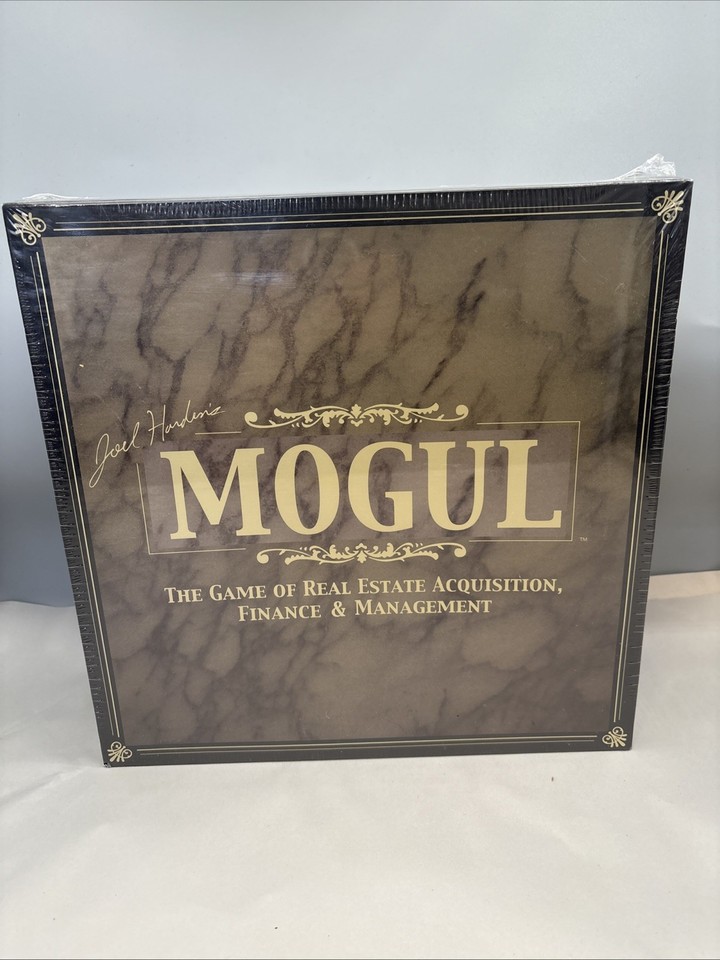 Joel Harden's
MOGUL
™
THE GAME OF REAL ESTATE ACQUISITION,
FINANCE & MANAGEMENT